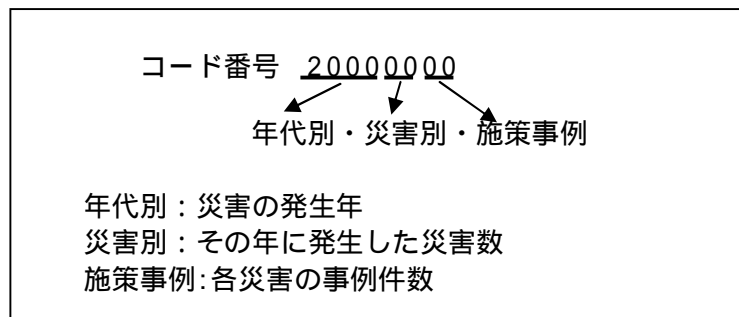 コード番号 20000000
年代別・災害別・施策事例
年代別：災害の発生年
災害別：その年に発生した災害数
施策事例:各災害の事例件数